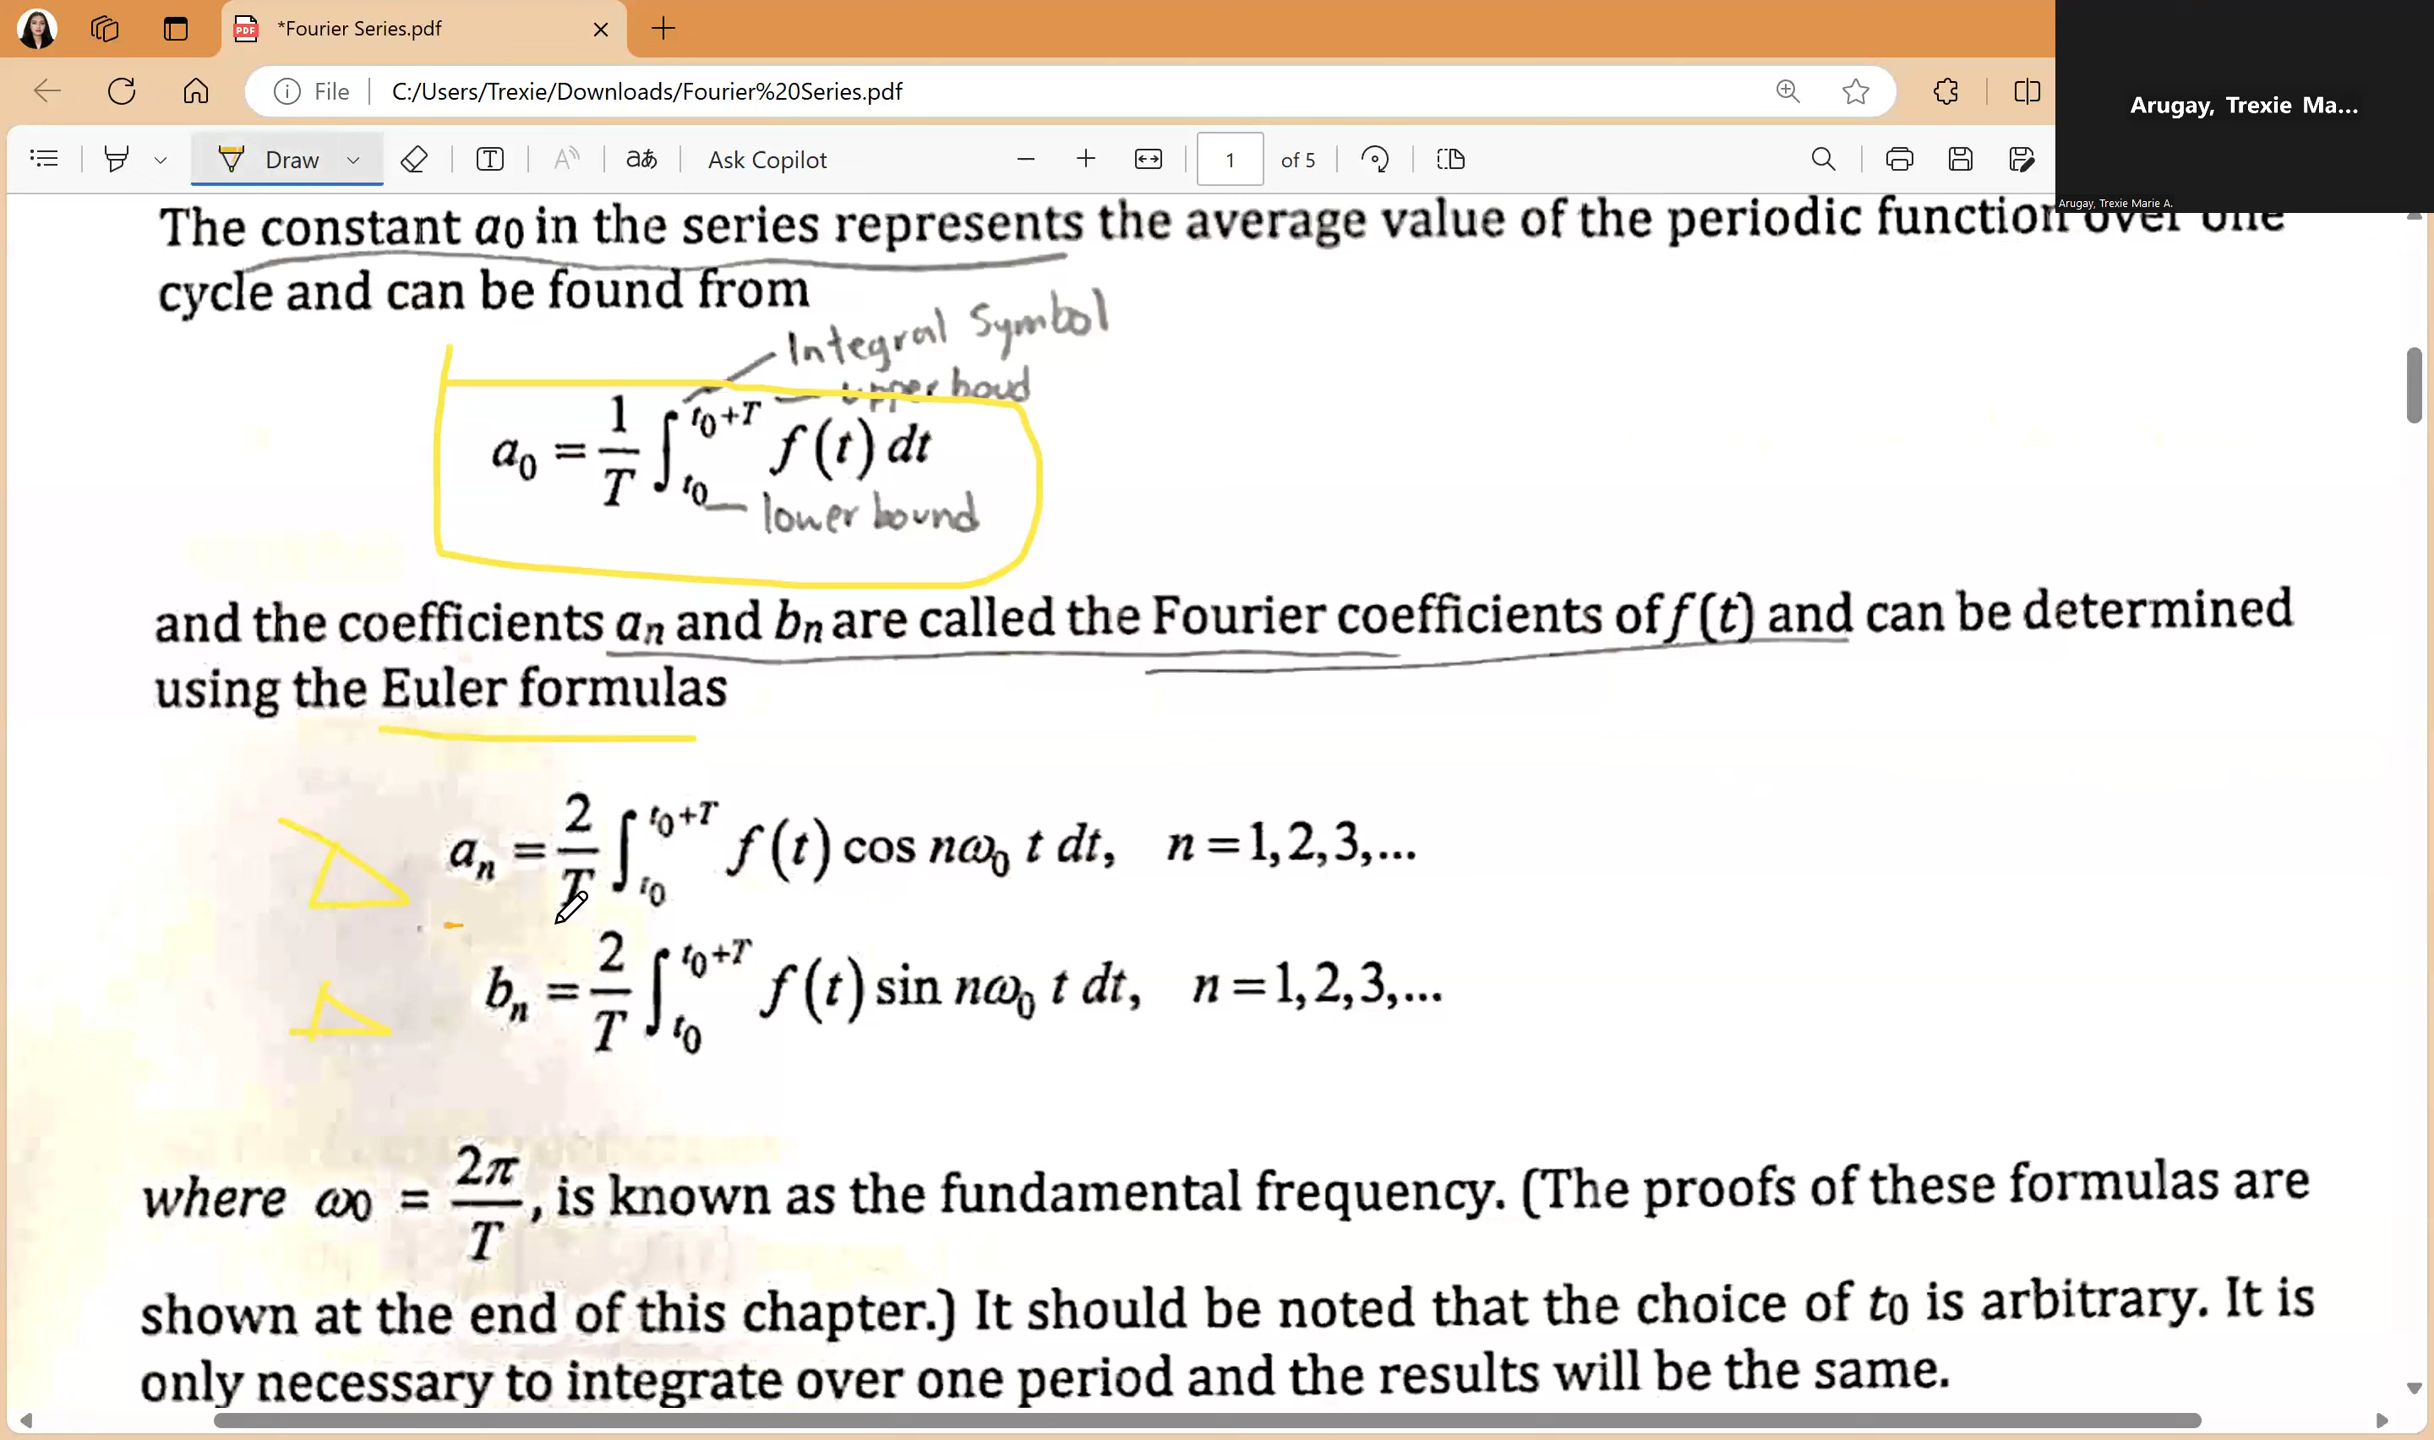 *Fourier Series.pdf
File C:/Users/Trexie/Downloads/Fourier%20Series.pdf
Arugay, Trexie Ma...
Draw T aあ Ask Copilot 1 of 5
Arugay, Trexie Marie A.
The constant a0 in the series represents the average value of the periodic function over one
cycle and can be found from
Integral Symbol
upper boud
a₀ = 1/T ∫_{t₀}^{t₀+T} f(t) dt
lower bound
and the coefficients an and bn are called the Fourier coefficients of f(t) and can be determined
using the Euler formulas
aₙ = 2/T ∫_{t₀}^{t₀+T} f(t) cos nω₀ t dt, n = 1,2,3,...
bₙ = 2/T ∫_{t₀}^{t₀+T} f(t) sin nω₀ t dt, n = 1,2,3,...
where ω0 = 2π/T, is known as the fundamental frequency. (The proofs of these formulas are
shown at the end of this chapter.) It should be noted that the choice of t0 is arbitrary. It is
only necessary to integrate over one period and the results will be the same.